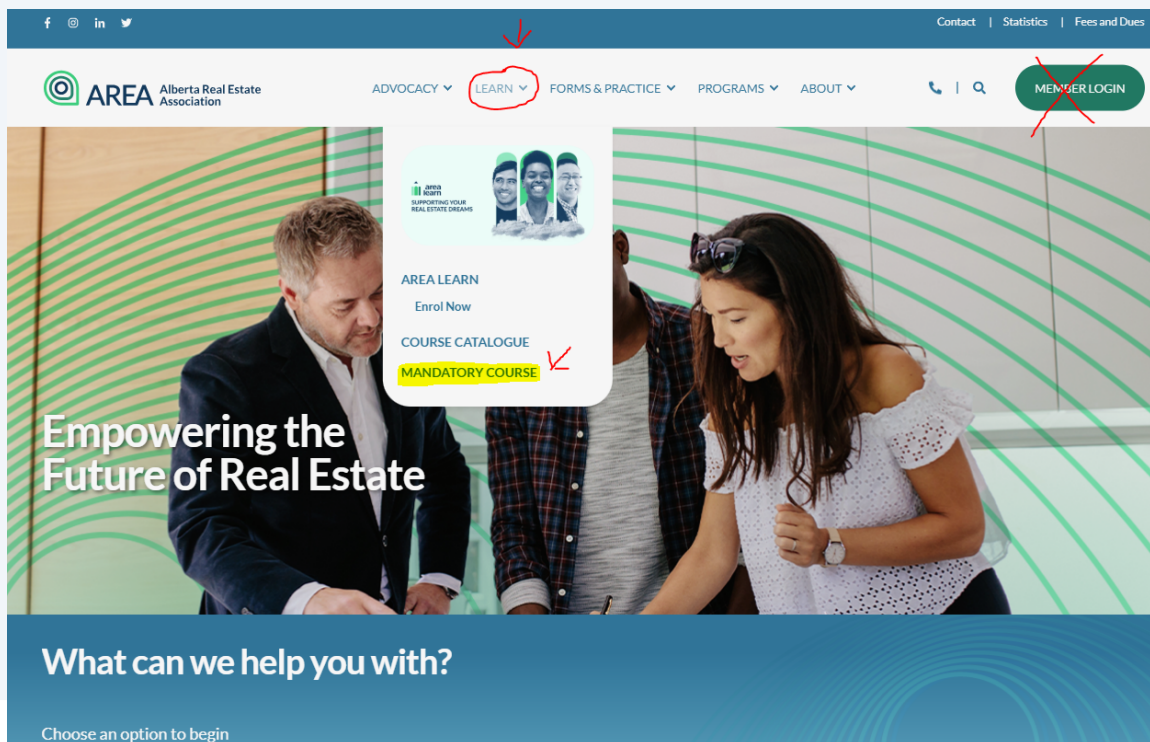 Contact | Statistics | Fees and Dues
AREA Alberta Real Estate
Association
ADVOCACY LEARN FORMS & PRACTICE PROGRAMS ABOUT
|
MEMBER LOGIN
area
learn
SUPPORTING YOUR
REAL ESTATE DREAMS
AREA LEARN
Enrol Now
COURSE CATALOGUE
MANDATORY COURSE
Empowering the
Future of Real Estate
What can we help you with?
Choose an option to begin